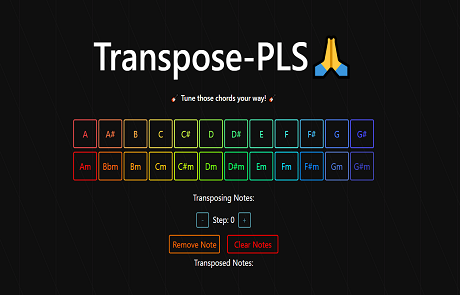 Transpose-PLS🙏
Tune those chords your way!
A A# B C C# D D# E F F# G G#
Am Bbm Bm Cm C#m Dm D#m Em Fm F#m Gm G#m
Transposing Notes:
- Step: 0 +
Remove Note Clear Notes
Transposed Notes: